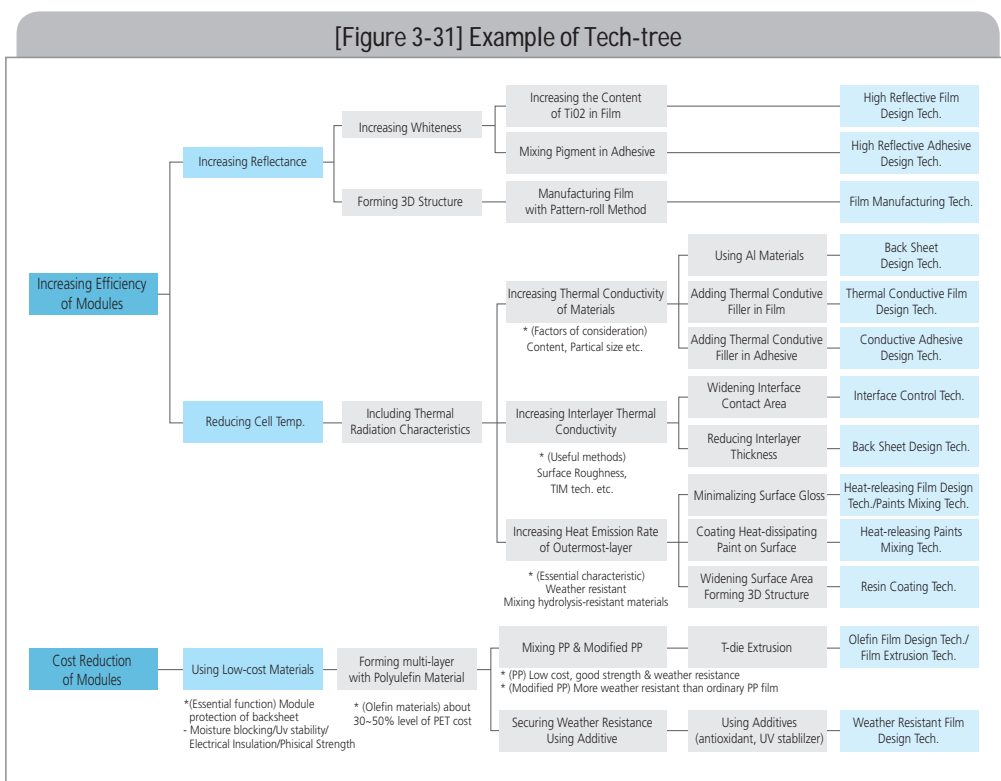 [Figure 3-31] Example of Tech-tree
Increasing Efficiency
of Modules
Increasing Reflectance
Increasing Whiteness
Increasing the Content
of Ti02 in Film
High Reflective Film
Design Tech.
Mixing Pigment in Adhesive
High Reflective Adhesive
Design Tech.
Forming 3D Structure
Manufacturing Film
with Pattern-roll Method
Film Manufacturing Tech.
Reducing Cell Temp.
Including Thermal
Radiation Characteristics
Increasing Thermal Conductivity
of Materials
* (Factors of consideration)
Content, Partical size etc.
Using Al Materials
Back Sheet
Design Tech.
Adding Thermal Condutive
Filler in Film
Thermal Conductive Film
Design Tech.
Adding Thermal Condutive
Filler in Adhesive
Conductive Adhesive
Design Tech.
Increasing Interlayer Thermal
Conductivity
* (Useful methods)
Surface Roughness,
TIM tech. etc.
Widening Interface
Contact Area
Interface Control Tech.
Reducing Interlayer
Thickness
Back Sheet Design Tech.
Increasing Heat Emission Rate
of Outermost-layer
* (Essential characteristic)
Weather resistant
Mixing hydrolysis-resistant materials
Minimalizing Surface Gloss
Heat-releasing Film Design
Tech./Paints Mixing Tech.
Coating Heat-dissipating
Paint on Surface
Heat-releasing Paints
Mixing Tech.
Widening Surface Area
Forming 3D Structure
Resin Coating Tech.
Cost Reduction
of Modules
Using Low-cost Materials
*(Essential function) Module
protection of backsheet
- Moisture blocking/Uv stability/
Electrical Insulation/Phisical Strength
Forming multi-layer
with Polyulefin Material
* (Olefin materials) about
30~50% level of PET cost
Mixing PP & Modified PP
T-die Extrusion
Olefin Film Design Tech./
Film Extrusion Tech.
* (PP) Low cost, good strength & weather resistance
* (Modified PP) More weather resistant than ordinary PP film
Securing Weather Resistance
Using Additive
Using Additives
(antioxidant, UV stablilzer)
Weather Resistant Film
Design Tech.